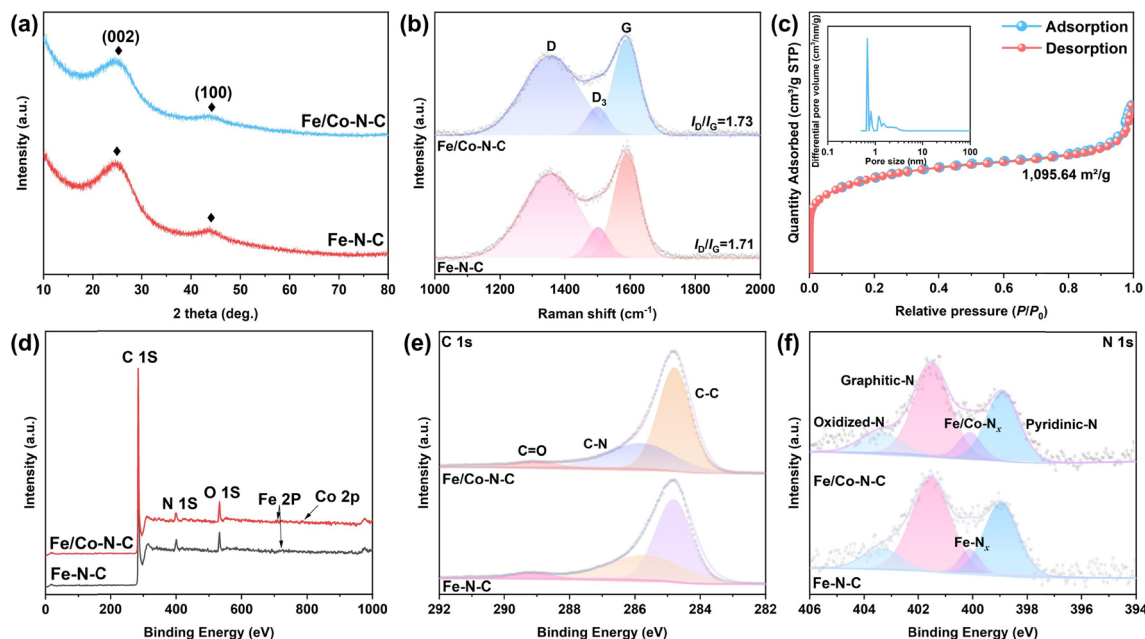 (a)
(002)
(100)
Fe/Co-N-C
Fe-N-C
Intensity (a.u.)
10 20 30 40 50 60 70 80
2 theta (deg.)
(b)
D
G
D₃
I_D/I_G=1.73
Fe/Co-N-C
I_D/I_G=1.71
Fe-N-C
Intensity (a.u.)
1000 1200 1400 1600 1800 2000
Raman shift (cm⁻¹)
(c)
Adsorption
Desorption
Differential pore volume (cm³/nm/g)
0.1 1 10 100
Pore size (nm)
1,095.64 m²/g
Quantity Adsorbed (cm³/g STP)
0.0 0.2 0.4 0.6 0.8 1.0
Relative pressure (P/P₀)
(d)
C 1S
N 1S
O 1S
Fe 2P
Co 2p
Fe/Co-N-C
Fe-N-C
Intensity (a.u.)
0 200 400 600 800 1000
Binding Energy (eV)
(e)
C 1s
C-C
C-N
C=O
Fe/Co-N-C
Fe-N-C
Intensity (a.u.)
292 290 288 286 284 282
Binding Energy (eV)
(f)
N 1s
Graphitic-N
Oxidized-N
Fe/Co-Nₓ
Pyridinic-N
Fe/Co-N-C
Fe-Nₓ
Fe-N-C
Intensity (a.u.)
406 404 402 400 398 396 394
Binding Energy (eV)